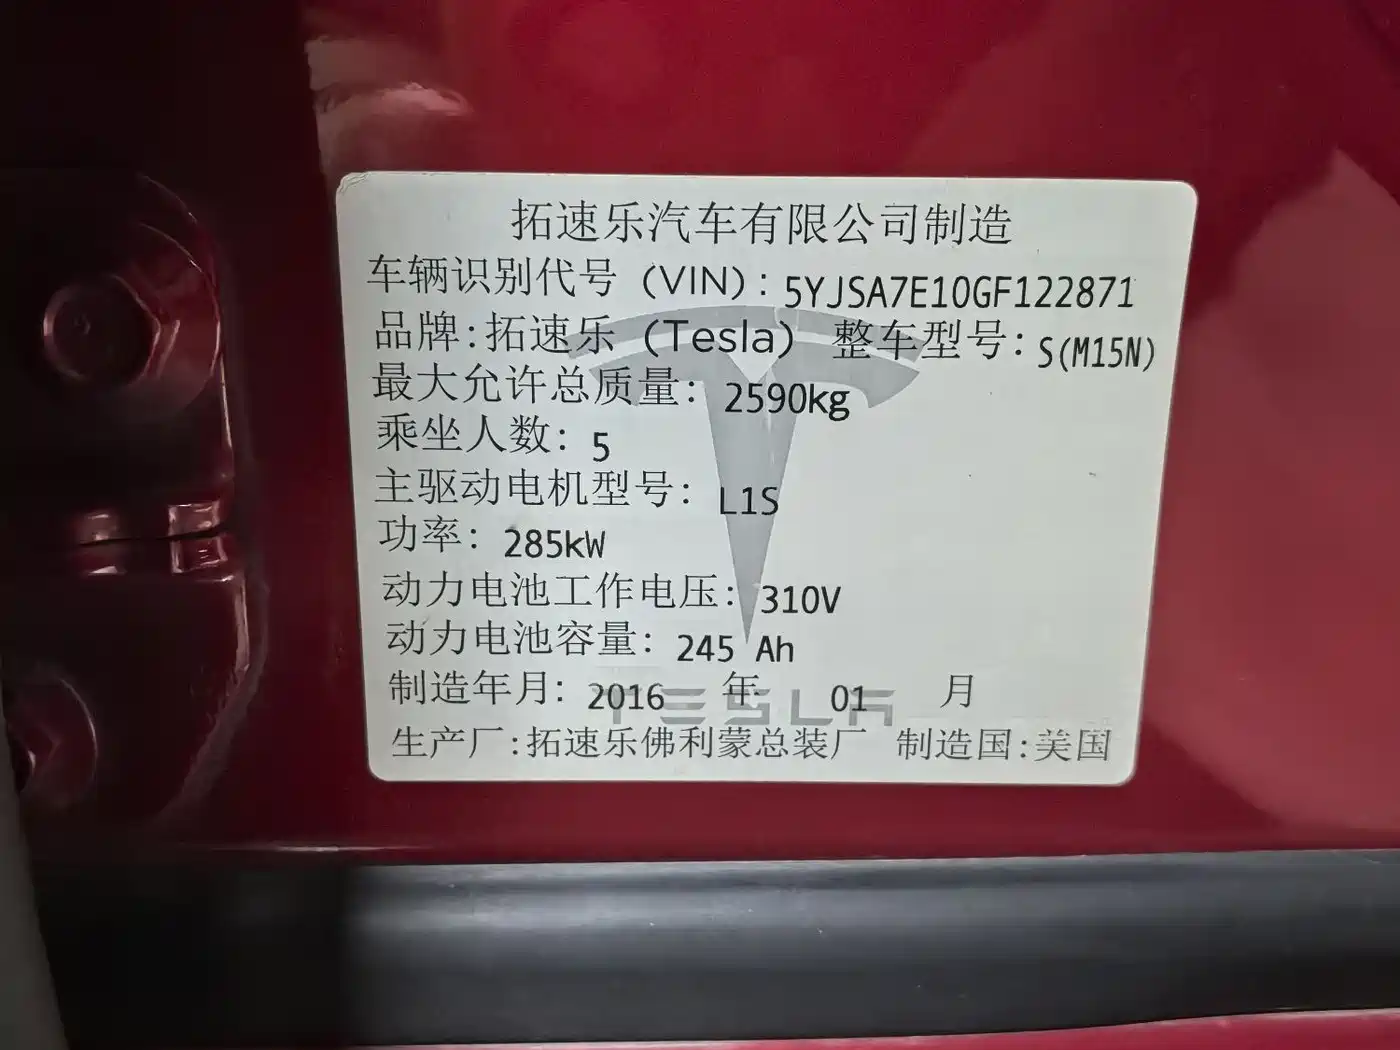 拓速乐汽车有限公司制造
车辆识别代号 (VIN): 5YJSA7E10GF122871
品牌:拓速乐 (Tesla) 整车型号: S(M15N)
最大允许总质量: 2590kg
乘坐人数: 5
主驱动电机型号: L1S
功率: 285kW
动力电池工作电压: 310V
动力电池容量: 245 Ah
制造年月: 2016 年 01 月
TESLA
生产厂:拓速乐佛利蒙总装厂 制造国:美国